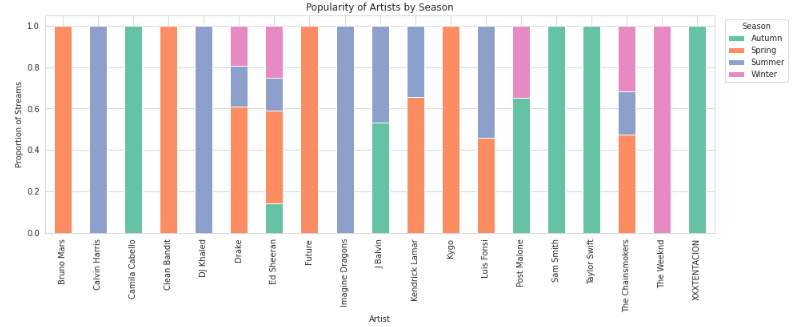 Popularity of Artists by Season
Season
Autumn
Spring
Summer
Winter
Proportion of Streams
1.0
0.8
0.6
0.4
0.2
0.0
Bruno Mars
Calvin Harris
Camila Cabello
Clean Bandit
DJ Khaled
Drake
Ed Sheeran
Future
Imagine Dragons
J Balvin
Kendrick Lamar
Kygo
Luis Fonsi
Post Malone
Sam Smith
Taylor Swift
The Chainsmokers
The Weeknd
XXXTENTACION
Artist